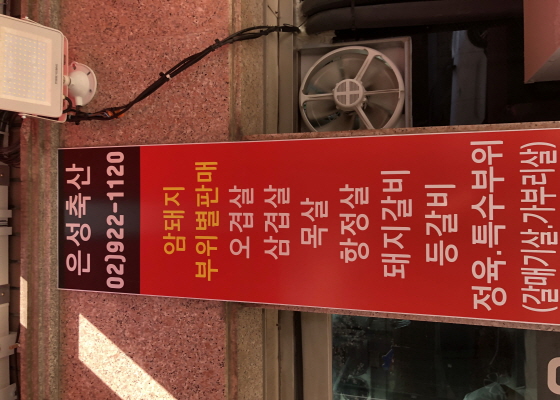 은성축산
02)922-1120
암돼지
부위별판매
오겹살
삼겹살
목살
항정살
돼지갈비
등갈비
정육.특수부위
(갈매기살.가부리살)